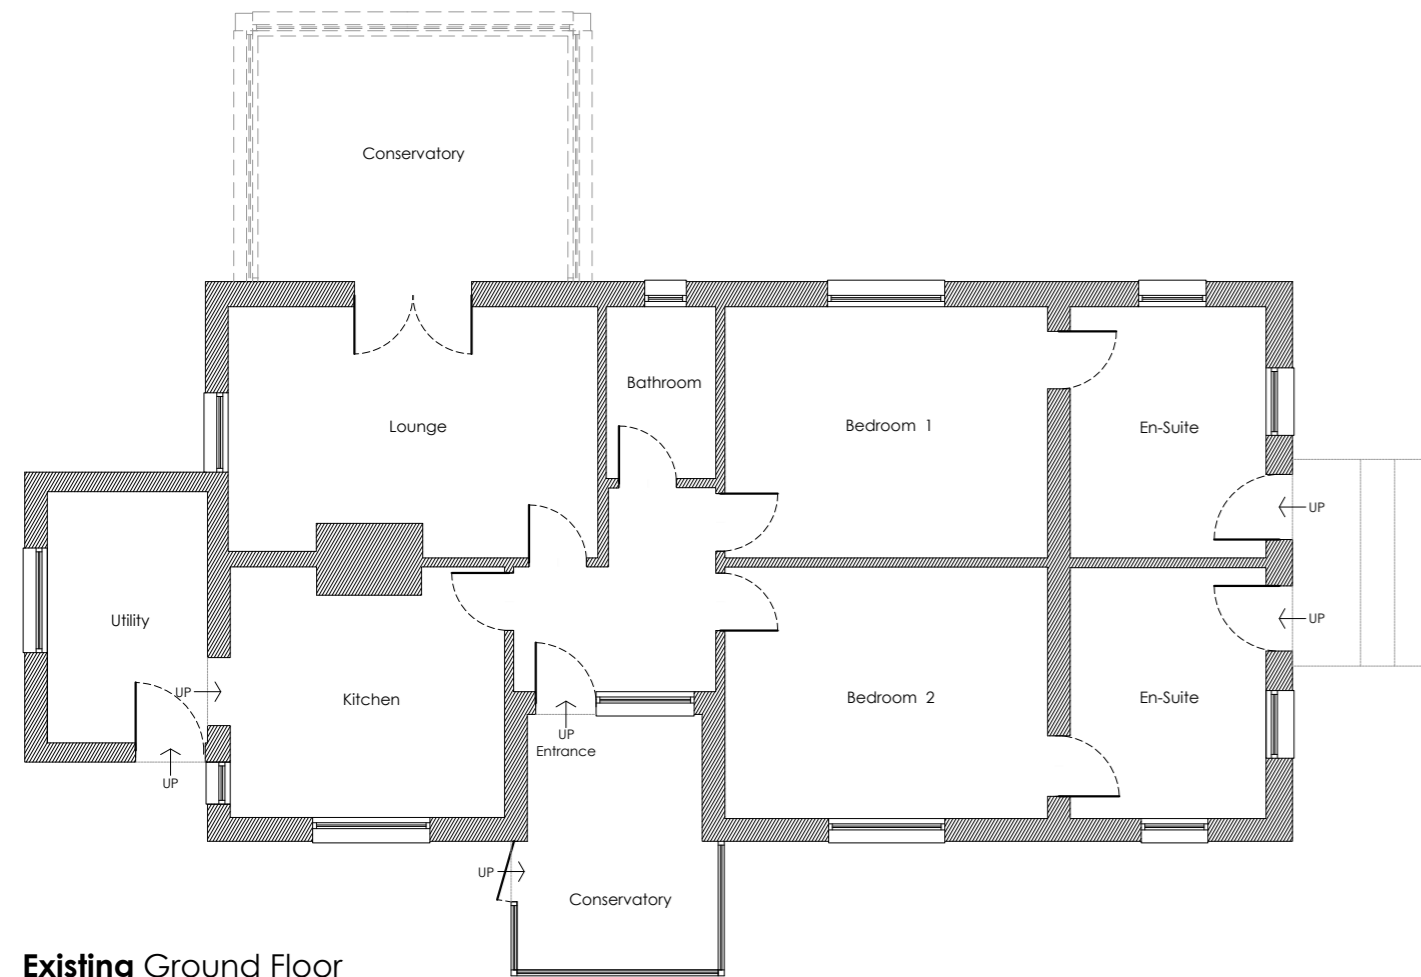 Conservatory
Bathroom
Lounge
Bedroom 1
En-Suite
UP
UP
Utility
UP
Kitchen
Bedroom 2
En-Suite
UP
Entrance
UP
UP
Conservatory
Existing Ground Floor